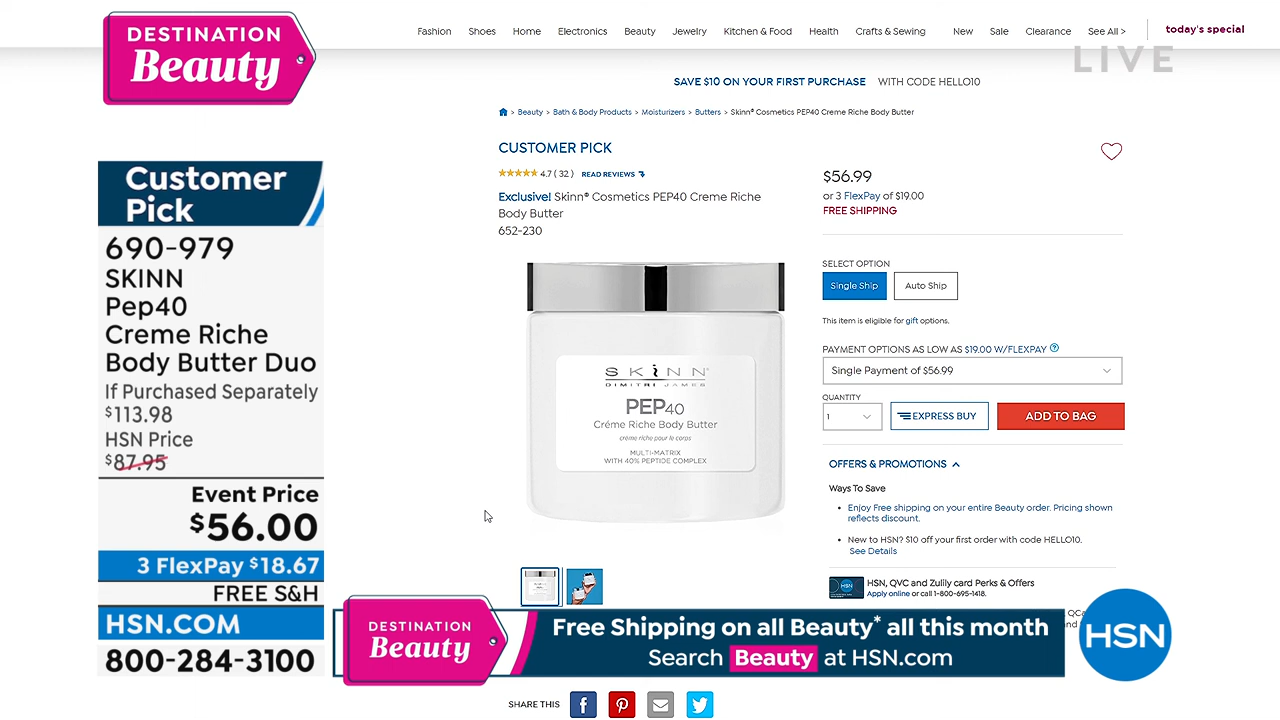 DESTINATION
Beauty
Fashion Shoes Home Electronics Beauty Jewelry Kitchen & Food Health Crafts & Sewing New Sale Clearance See All > today's special
LIVE
SAVE $10 ON YOUR FIRST PURCHASE WITH CODE HELLO10
> Beauty > Bath & Body Products > Moisturizers > Butters > Skinn® Cosmetics PEP40 Creme Riche Body Butter
CUSTOMER PICK
4.7 ( 32 ) READ REVIEWS
Exclusive! Skinn® Cosmetics PEP40 Creme Riche
Body Butter
652-230
SKINN®
DIMITRI JAMES
PEP40
Créme Riche Body Butter
creme riche pour le corps
MULTI-MATRIX
WITH 40% PEPTIDE COMPLEX
$56.99
or 3 FlexPay of $19.00
FREE SHIPPING
SELECT OPTION
Single Ship Auto Ship
This item is eligible for gift options.
PAYMENT OPTIONS AS LOW AS $19.00 W/FLEXPAY ?
Single Payment of $56.99
QUANTITY
1 EXPRESS BUY ADD TO BAG
OFFERS & PROMOTIONS
Ways To Save
• Enjoy Free shipping on your entire Beauty order. Pricing shown
reflects discount.
• New to HSN? $10 off your first order with code HELLO10.
See Details
HSN, QVC and Zulily card Perks & Offers
Apply online or call 1-800-695-1418.
Customer
Pick
690-979
SKINN
Pep40
Creme Riche
Body Butter Duo
If Purchased Separately
$113.98
HSN Price
$87.95
Event Price
$56.00
3 FlexPay $18.67
FREE S&H
HSN.COM
800-284-3100
DESTINATION
Beauty
Free Shipping on all Beauty* all this month
Search Beauty at HSN.com
HSN
SHARE THIS